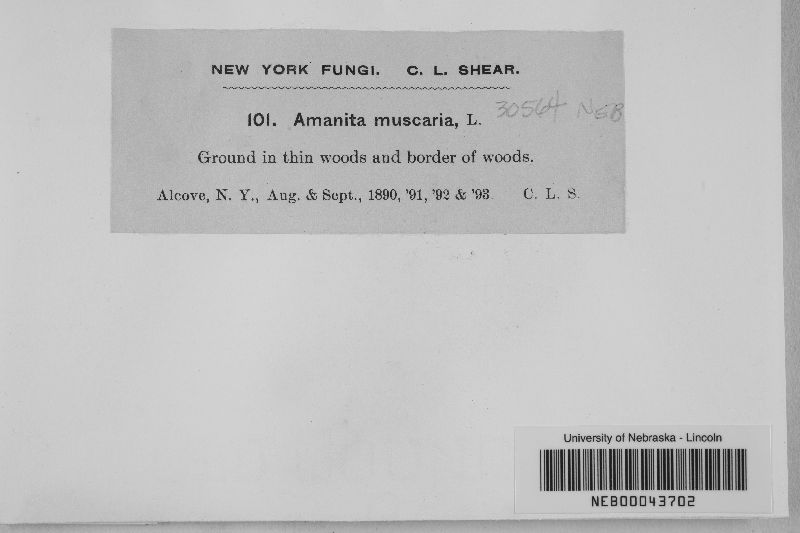 NEW YORK FUNGI. C. L. SHEAR.
101. Amanita muscaria, L.
30564 NEB
Ground in thin woods and border of woods.
Alcove, N. Y., Aug. & Sept., 1890, '91, '92 & '93. C. L. S.
University of Nebraska - Lincoln
NEB00043702